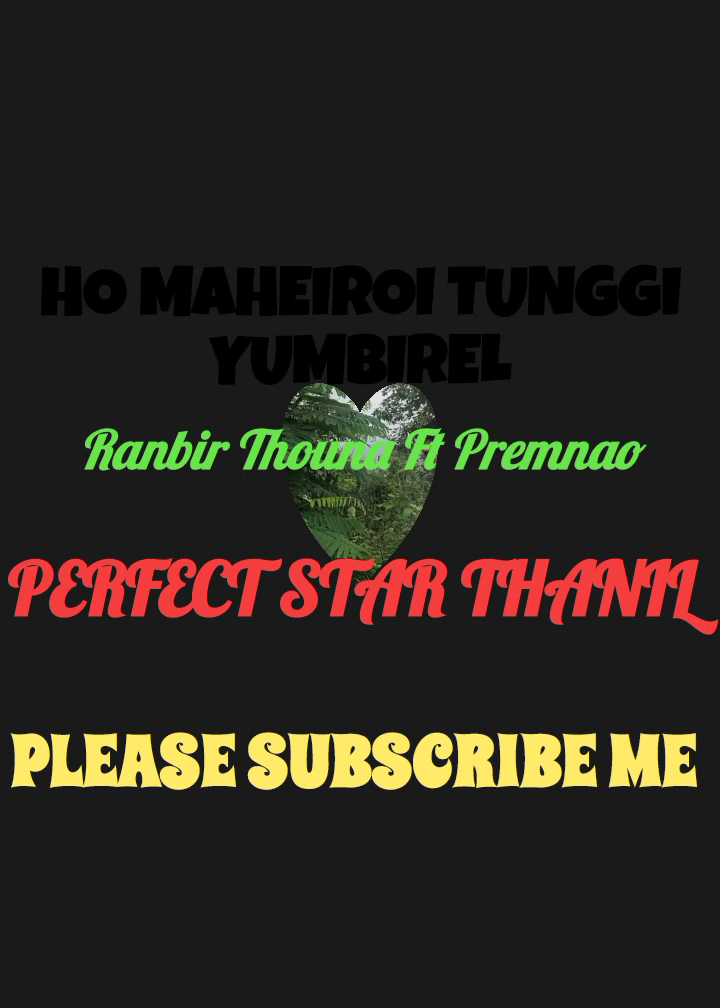 HO MAHEIROI TUNGGI
YUMBIREL
Ranbir Thouna Ft Premnao
PERFECT STAR THANIL
PLEASE SUBSCRIBE ME